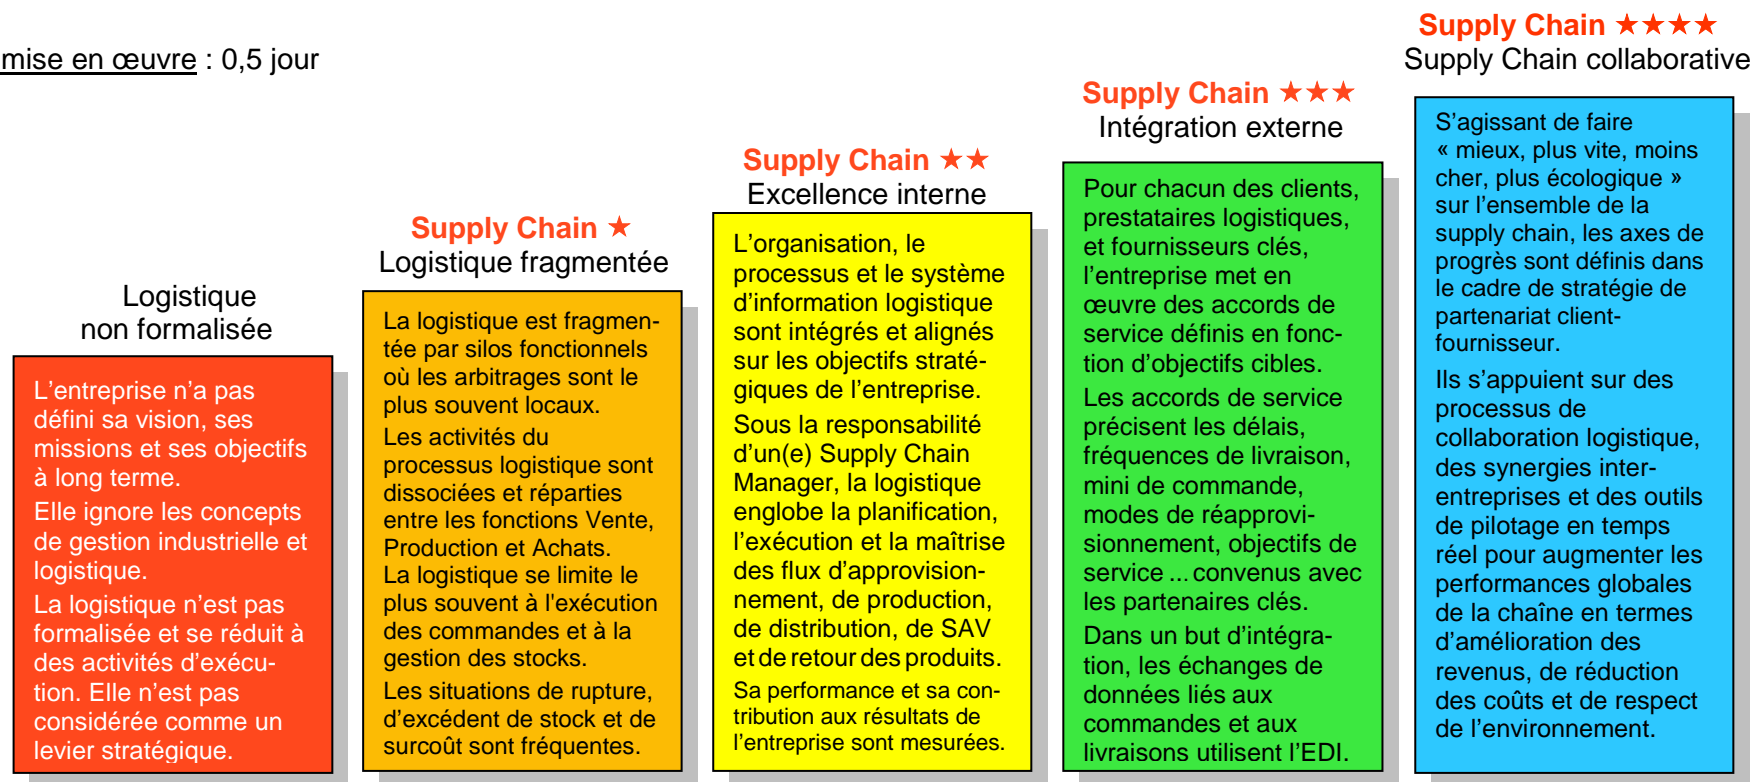 mise en œuvre : 0,5 jour
Logistique
non formalisée
L’entreprise n’a pas
défini sa vision, ses
missions et ses objectifs
à long terme.
Elle ignore les concepts
de gestion industrielle et
logistique.
La logistique n’est pas
formalisée et se réduit à
des activités d’exécu-
tion. Elle n’est pas
considérée comme un
levier stratégique.
Supply Chain ★
Logistique fragmentée
La logistique est fragmen-
tée par silos fonctionnels
où les arbitrages sont le
plus souvent locaux.
Les activités du
processus logistique sont
dissociées et réparties
entre les fonctions Vente,
Production et Achats.
La logistique se limite le
plus souvent à l'exécution
des commandes et à la
gestion des stocks.
Les situations de rupture,
d’excédent de stock et de
surcoût sont fréquentes.
Supply Chain ★★
Excellence interne
L’organisation, le
processus et le système
d’information logistique
sont intégrés et alignés
sur les objectifs straté-
giques de l’entreprise.
Sous la responsabilité
d’un(e) Supply Chain
Manager, la logistique
englobe la planification,
l’exécution et la maîtrise
des flux d’approvision-
nement, de production,
de distribution, de SAV
et de retour des produits.
Sa performance et sa con-
tribution aux résultats de
l’entreprise sont mesurées.
Supply Chain ★★★
Intégration externe
Pour chacun des clients,
prestataires logistiques,
et fournisseurs clés,
l’entreprise met en
œuvre des accords de
service définis en fonc-
tion d’objectifs cibles.
Les accords de service
précisent les délais,
fréquences de livraison,
mini de commande,
modes de réapprovi-
sionnement, objectifs de
service ... convenus avec
les partenaires clés.
Dans un but d’intégra-
tion, les échanges de
données liés aux
commandes et aux
livraisons utilisent l’EDI.
Supply Chain ★★★★
Supply Chain collaborative
S’agissant de faire
« mieux, plus vite, moins
cher, plus écologique »
sur l’ensemble de la
supply chain, les axes de
progrès sont définis dans
le cadre de stratégie de
partenariat client-
fournisseur.
Ils s’appuient sur des
processus de
collaboration logistique,
des synergies inter-
entreprises et des outils
de pilotage en temps
réel pour augmenter les
performances globales
de la chaîne en termes
d’amélioration des
revenus, de réduction
des coûts et de respect
de l’environnement.